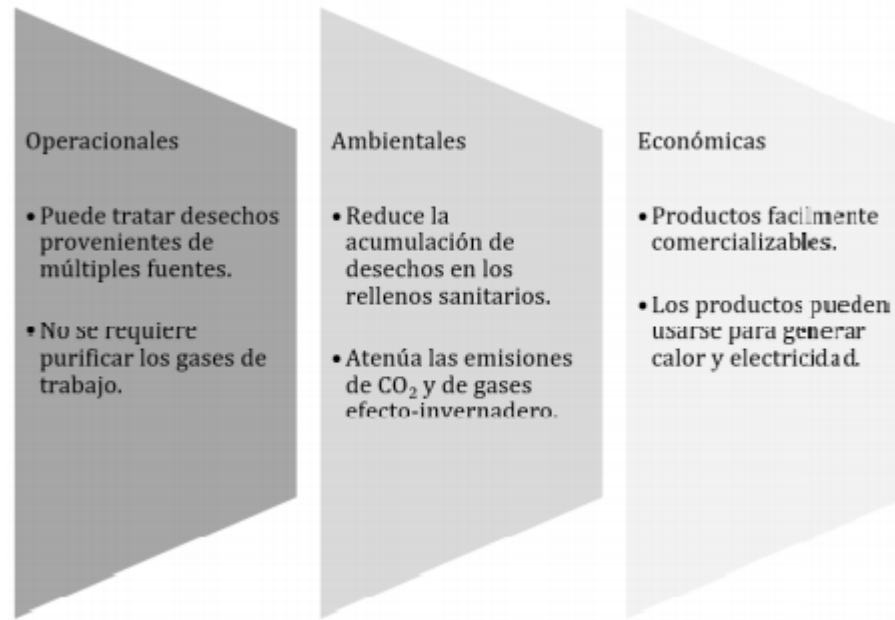 Operacionales
• Puede tratar desechos
provenientes de
múltiples fuentes.
• No se requiere
purificar los gases de
trabajo.
Ambientales
• Reduce la
acumulación de
desechos en los
rellenos sanitarios.
• Atenúa las emisiones
de CO₂ y de gases
efecto-invernadero.
Económicas
• Productos facilmente
comercializables.
• Los productos pueden
usarse para generar
calor y electricidad.